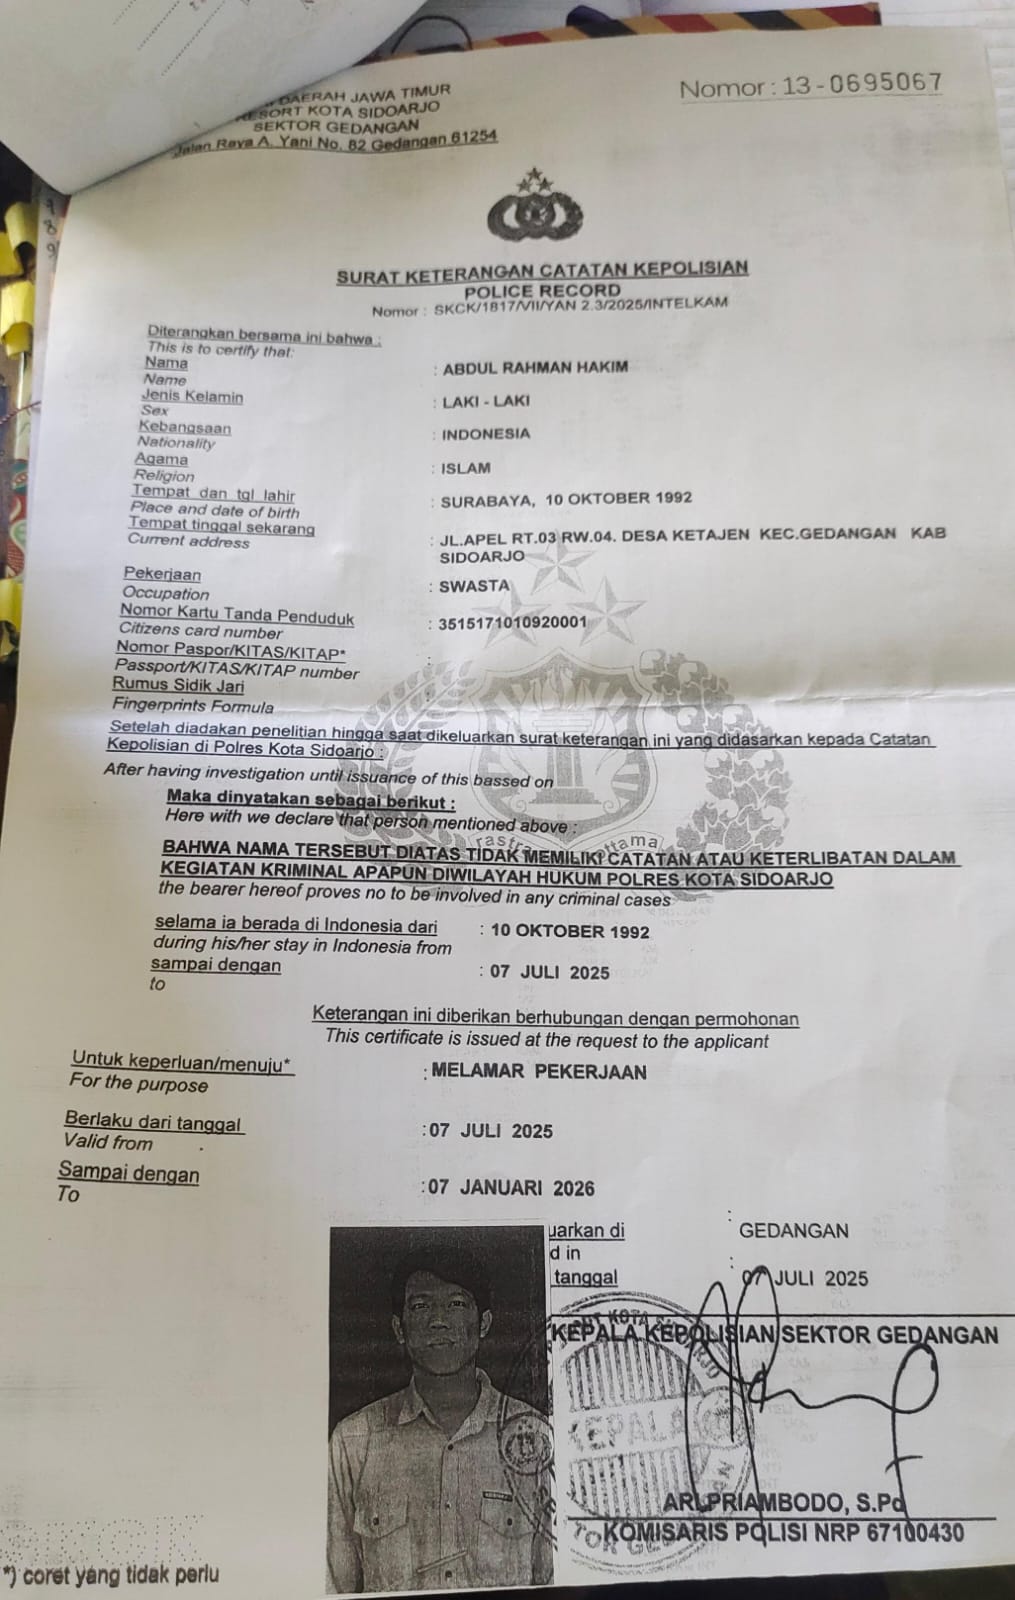 Nomor : 13 - 0695067
DAERAH JAWA TIMUR
RESORT KOTA SIDOARJO
SEKTOR GEDANGAN
Jalan Raya A. Yani No. 82 Gedangan 61254
SURAT KETERANGAN CATATAN KEPOLISIAN
POLICE RECORD
Nomor : SKCK/1817/VII/YAN 2.3/2025/INTELKAM
Diterangkan bersama ini bahwa :
This is to certify that:
Nama : ABDUL RAHMAN HAKIM
Name
Jenis Kelamin : LAKI - LAKI
Sex
Kebangsaan : INDONESIA
Nationality
Agama : ISLAM
Religion
Tempat dan tgl lahir : SURABAYA, 10 OKTOBER 1992
Place and date of birth
Tempat tinggal sekarang : JL.APEL RT.03 RW.04. DESA KETAJEN KEC.GEDANGAN KAB
Current address SIDOARJO
Pekerjaan : SWASTA
Occupation
Nomor Kartu Tanda Penduduk : 3515171010920001
Citizens card number
Nomor Paspor/KITAS/KITAP* :
Passport/KITAS/KITAP number
Rumus Sidik Jari :
Fingerprints Formula
Setelah diadakan penelitian hingga saat dikeluarkan surat keterangan ini yang didasarkan kepada Catatan
Kepolisian di Polres Kota Sidoarjo :
After having investigation until issuance of this bassed on
Maka dinyatakan sebagai berikut :
Here with we declare that person mentioned above :
BAHWA NAMA TERSEBUT DIATAS TIDAK MEMILIKI CATATAN ATAU KETERLIBATAN DALAM
KEGIATAN KRIMINAL APAPUN DIWILAYAH HUKUM POLRES KOTA SIDOARJO
the bearer hereof proves no to be involved in any criminal cases
selama ia berada di Indonesia dari : 10 OKTOBER 1992
during his/her stay in Indonesia from
sampai dengan : 07 JULI 2025
to
Keterangan ini diberikan berhubungan dengan permohonan
This certificate is issued at the request to the applicant
Untuk keperluan/menuju* : MELAMAR PEKERJAAN
For the purpose
Berlaku dari tanggal : 07 JULI 2025
Valid from
Sampai dengan : 07 JANUARI 2026
To
uarkan di : GEDANGAN
d in
tanggal : 07 JULI 2025
KEPALA KEPOLISIAN SEKTOR GEDANGAN
KEPALA
ARI PRIAMBODO, S.Pd
KOMISARIS POLISI NRP 67100430
*) coret yang tidak perlu